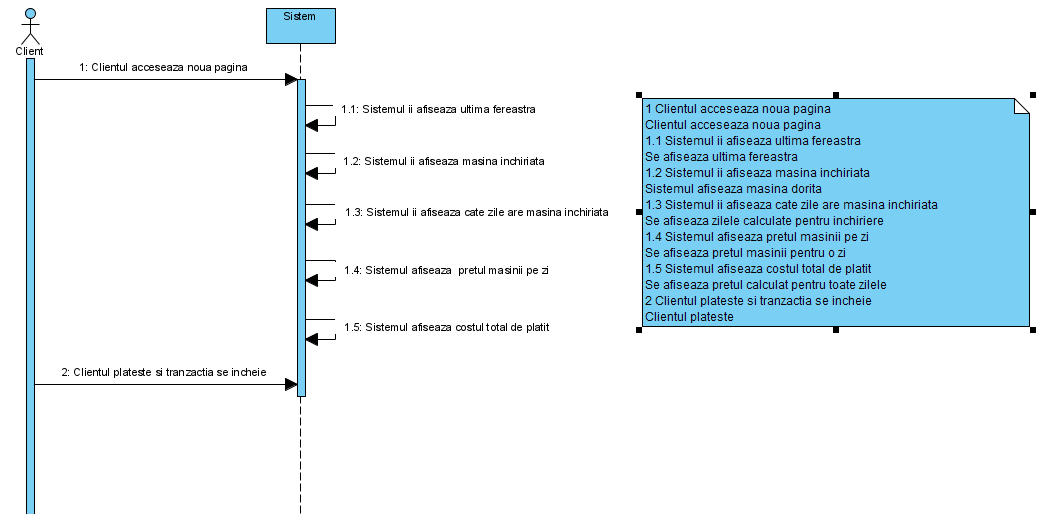 Client
Sistem
1: Clientul acceseaza noua pagina
1.1: Sistemul ii afiseaza ultima fereastra
1.2: Sistemul ii afiseaza masina inchiriata
1.3: Sistemul ii afiseaza cate zile are masina inchiriata
1.4: Sistemul afiseaza  pretul masinii pe zi
1.5: Sistemul afiseaza costul total de platit
2: Clientul plateste si tranzactia se incheie
1 Clientul acceseaza noua pagina
Clientul acceseaza noua pagina
1.1 Sistemul ii afiseaza ultima fereastra
Se afiseaza ultima fereastra
1.2 Sistemul ii afiseaza masina inchiriata
Sistemul afiseaza masina dorita
1.3 Sistemul ii afiseaza cate zile are masina inchiriata
Se afiseaza zilele calculate pentru inchiriere
1.4 Sistemul afiseaza pretul masinii pe zi
Se afiseaza pretul masinii pentru o zi
1.5 Sistemul afiseaza costul total de platit
Se afiseaza pretul calculat pentru toate zilele
2 Clientul plateste si tranzactia se incheie
Clientul plateste